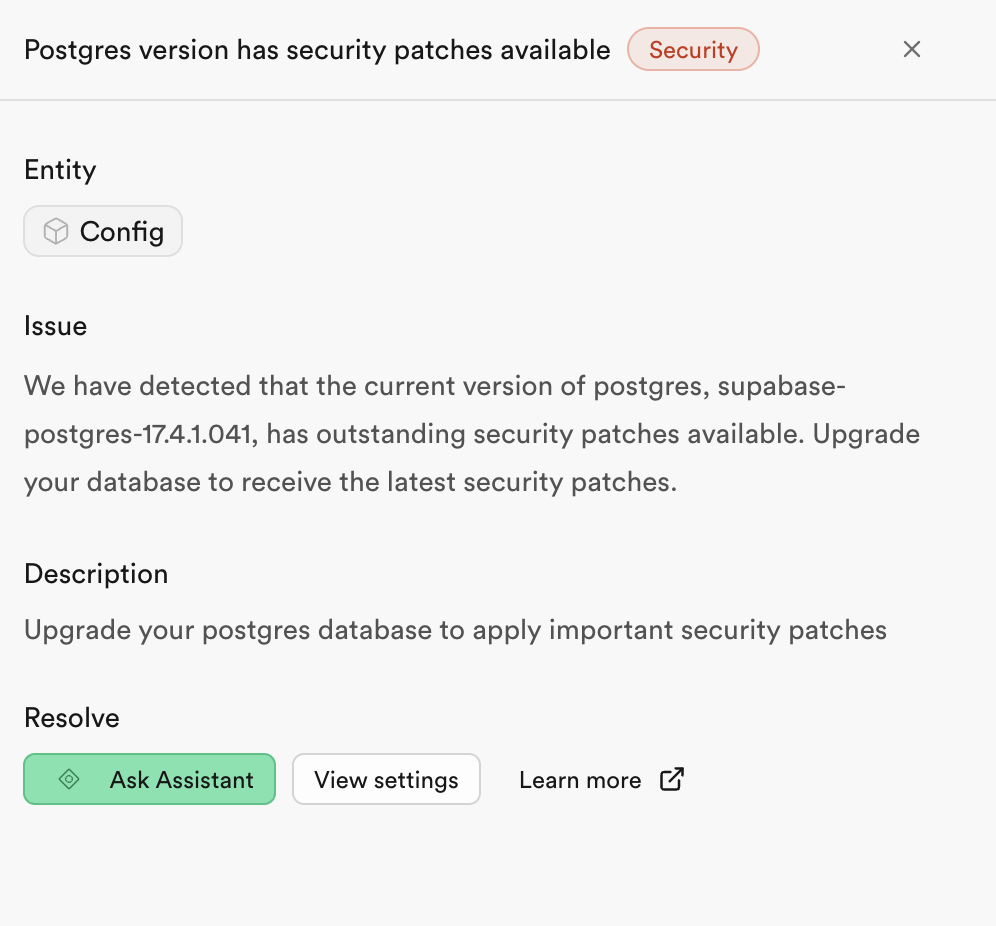 Postgres version has security patches available Security
Entity
Config
Issue
We have detected that the current version of postgres, supabase-
postgres-17.4.1.041, has outstanding security patches available. Upgrade
your database to receive the latest security patches.
Description
Upgrade your postgres database to apply important security patches
Resolve
Ask Assistant View settings Learn more